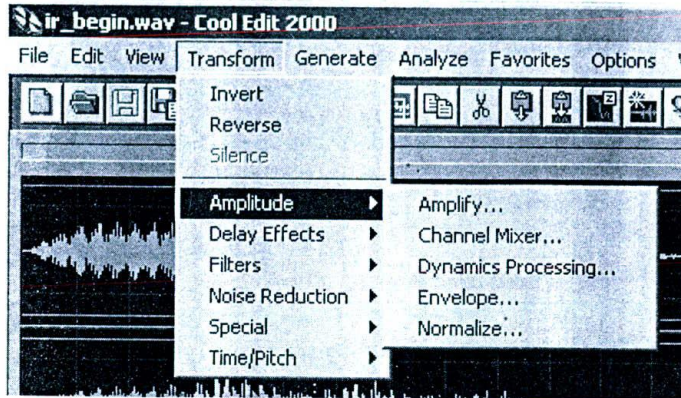 ir_begin.wav - Cool Edit 2000
File Edit View Transform Generate Analyze Favorites Options
Invert
Reverse
Silence
Amplitude
Delay Effects
Filters
Noise Reduction
Special
Time/Pitch
Amplify...
Channel Mixer...
Dynamics Processing...
Envelope...
Normalize...